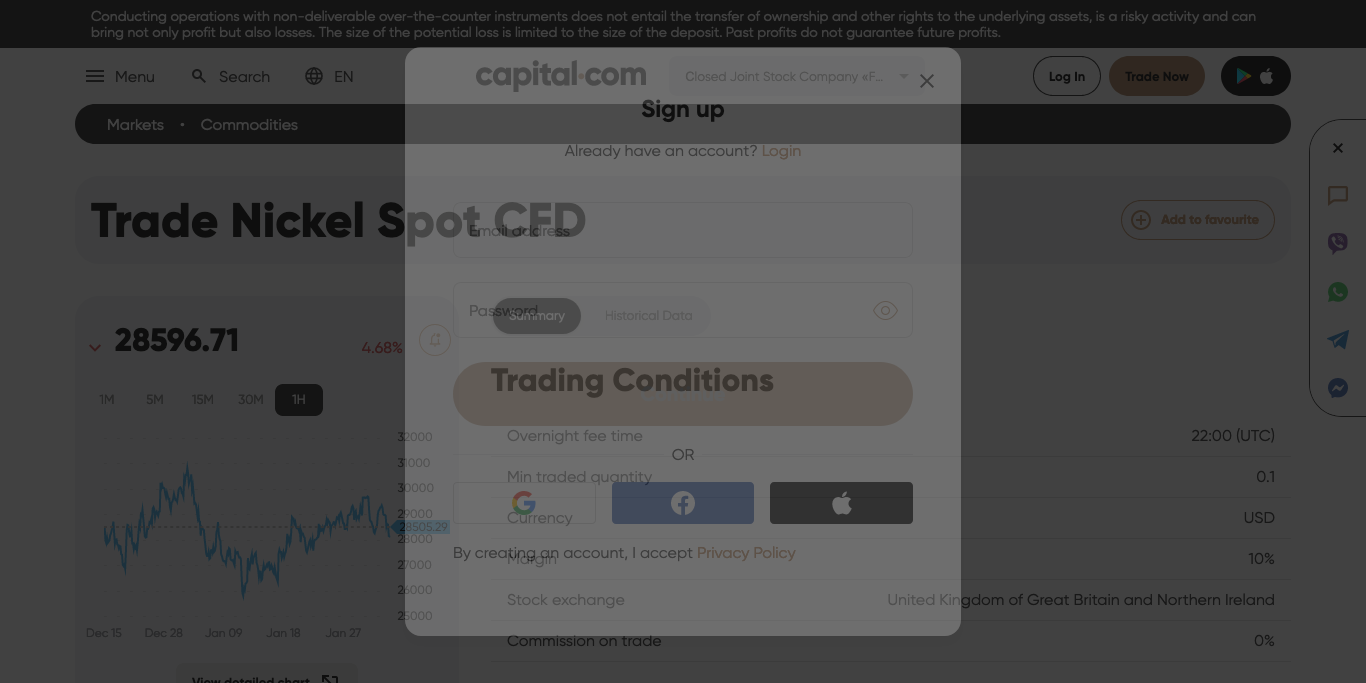 Conducting operations with non-deliverable over-the-counter instruments does not entail the transfer of ownership and other rights to the underlying assets, is a risky activity and can
bring not only profit but also losses. The size of the potential loss is limited to the size of the deposit. Past profits do not guarantee future profits.
Menu Search EN
capital.com
Closed Joint Stock Company «F...
Log In Trade Now
Markets • Commodities
Sign up
Already have an account? Login
Trade Nickel Spot CFD
Add to favourite
Email address
Password
Summary Historical Data
28596.71
4.68%
1M 5M 15M 30M 1H
Trading Conditions
Overnight fee time 22:00 (UTC)
OR
Min traded quantity 0.1
Currency USD
By creating an account, I accept Privacy Policy
Margin 10%
Stock exchange United Kingdom of Great Britain and Northern Ireland
Commission on trade 0%
32000
31000
30000
29000
28505.29
28000
27000
26000
25000
Dec 15 Dec 28 Jan 09 Jan 18 Jan 27
View detailed chart